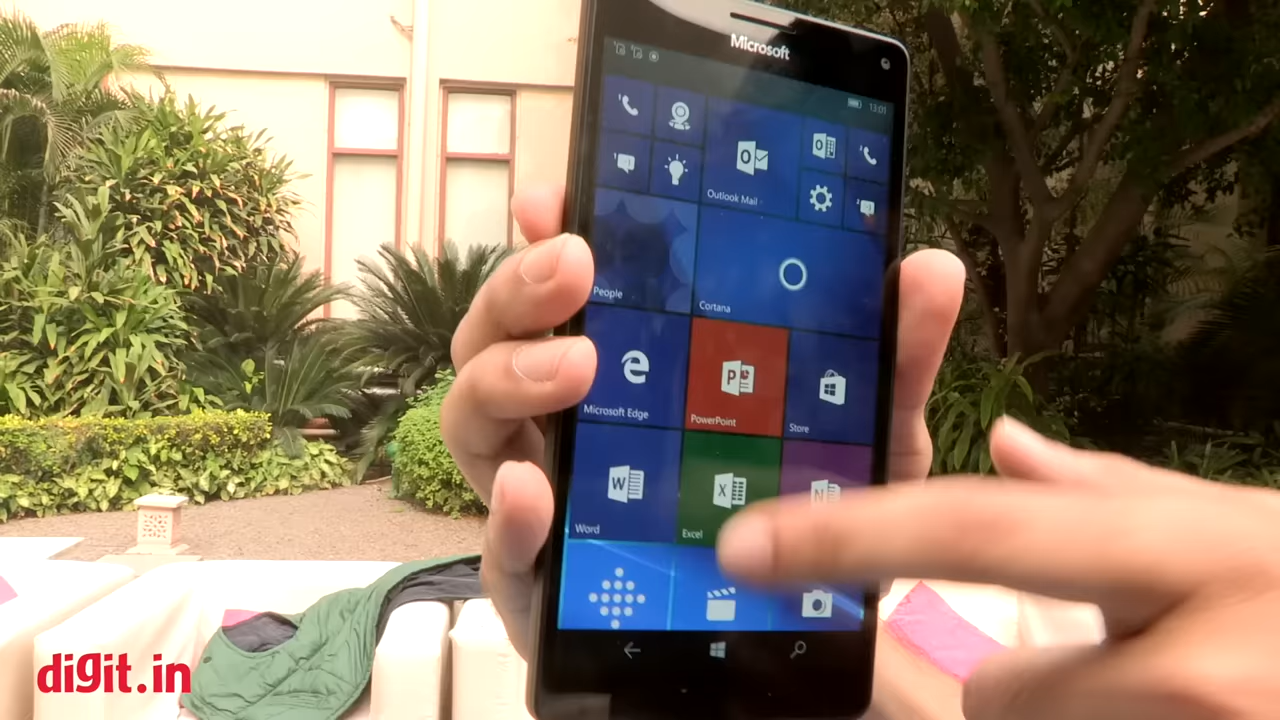 Microsoft
13:01
Outlook Mail
People
Cortana
Microsoft Edge
PowerPoint
Store
Word
Excel
digit.in